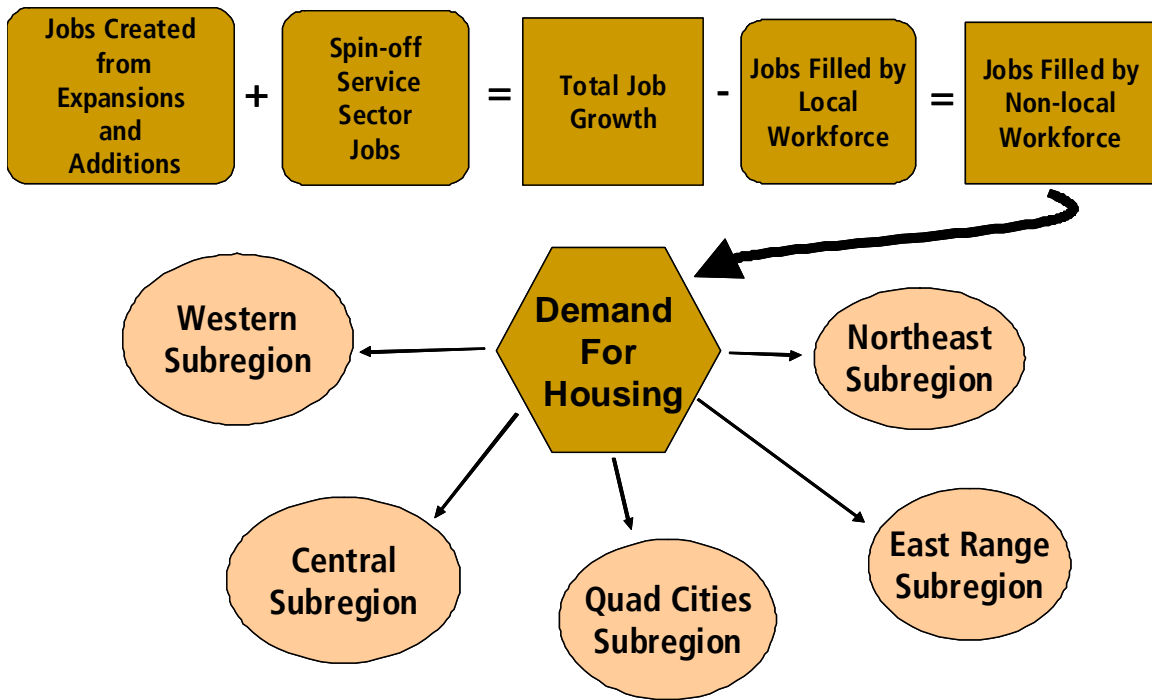 Jobs Created
from
Expansions
and
Additions
+
Spin-off
Service
Sector
Jobs
=
Total Job
Growth
-
Jobs Filled by
Local
Workforce
=
Jobs Filled by
Non-local
Workforce
Demand
For
Housing
Western
Subregion
Northeast
Subregion
Central
Subregion
Quad Cities
Subregion
East Range
Subregion